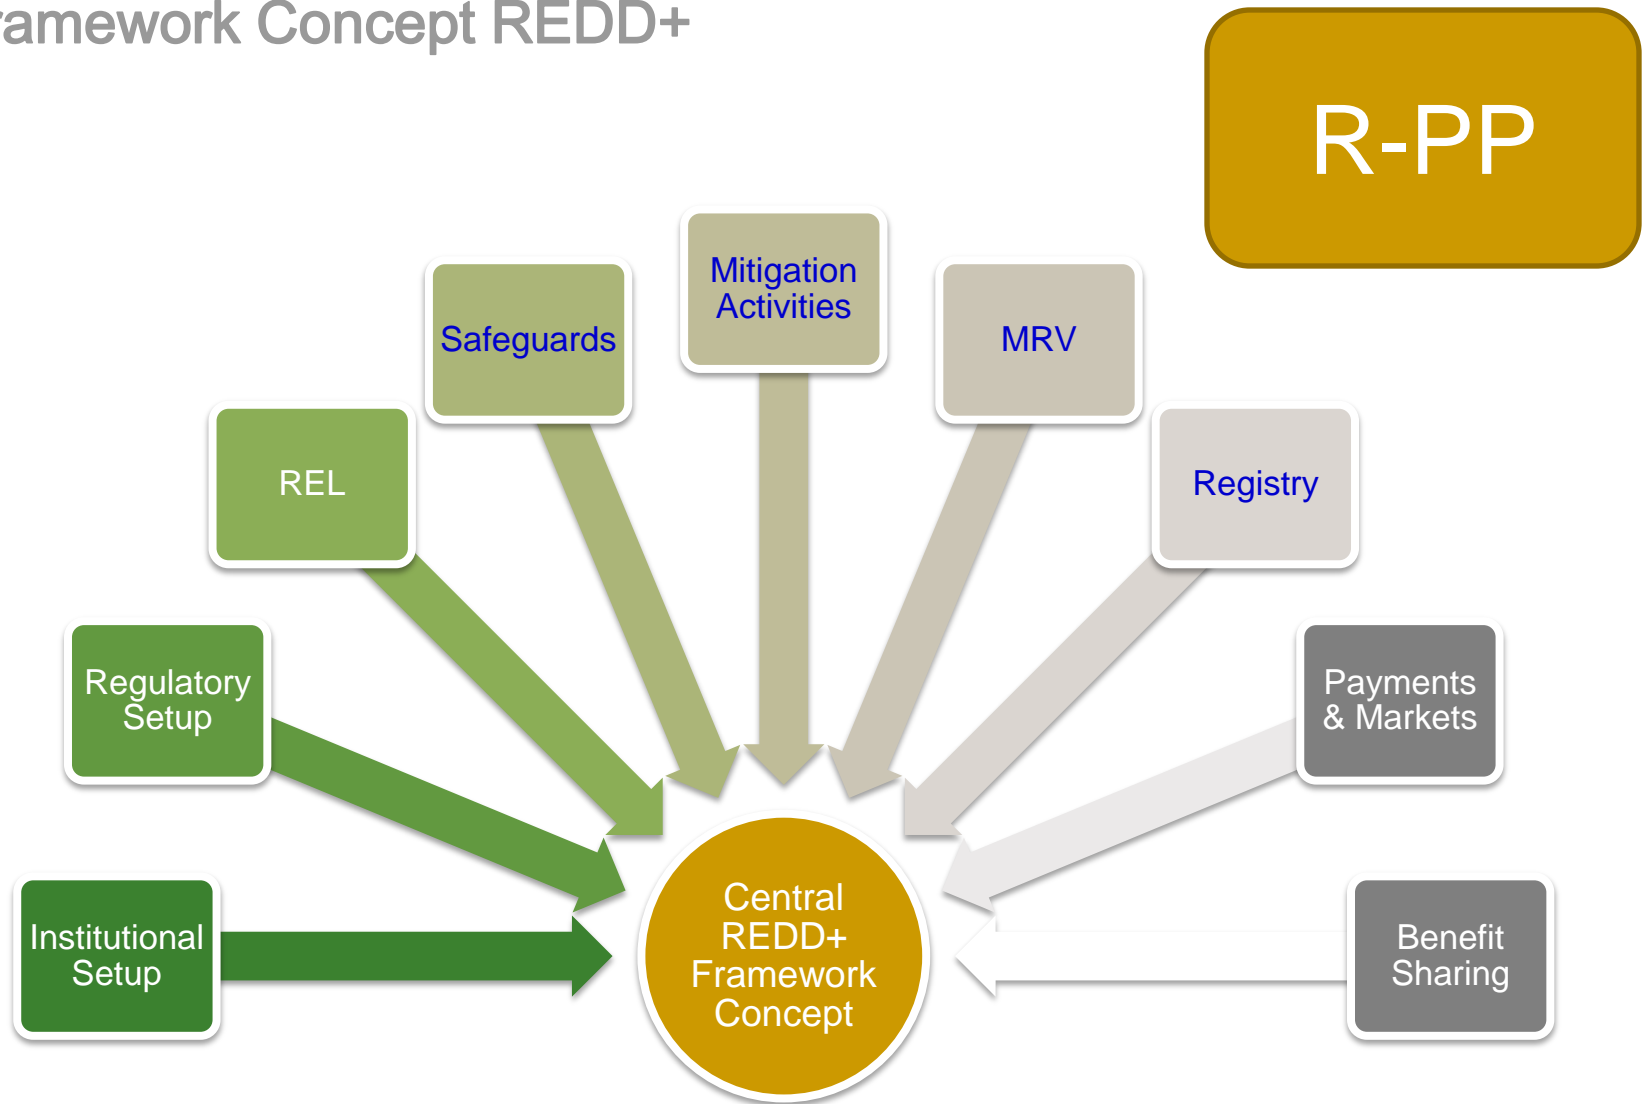 ramework Concept REDD+
R-PP
Mitigation
Activities
Safeguards
MRV
REL
Registry
Regulatory
Setup
Payments
& Markets
Institutional
Setup
Central
REDD+
Framework
Concept
Benefit
Sharing